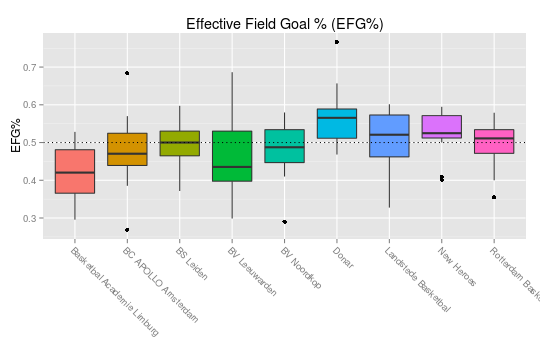 Effective Field Goal % (EFG%)
EFG%
0.7
0.6
0.5
0.4
0.3
Basketbal Academie Limburg
BC APOLLO Amsterdam
BS Leiden
BV Leeuwarden
BV Noordkop
Donar
Landstede Basketbal
New Heroes
Rotterdam Bask